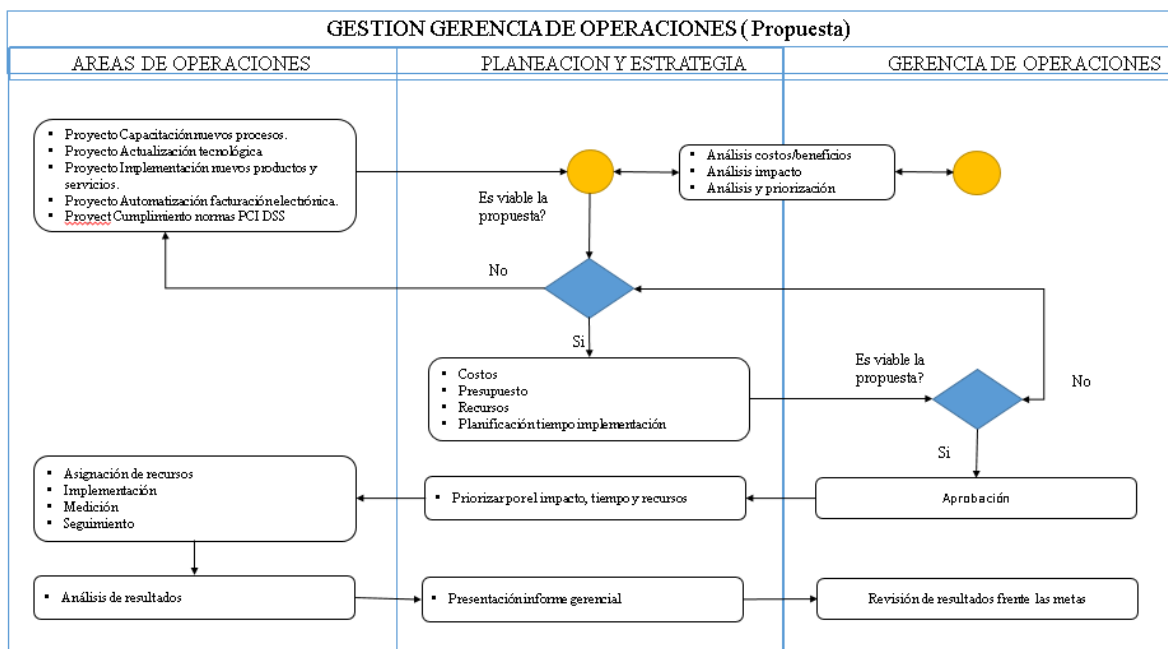 GESTION GERENCIA DE OPERACIONES ( Propuesta)
AREAS DE OPERACIONES
PLANEACION Y ESTRATEGIA
GERENCIA DE OPERACIONES
▪ Proyecto Capacitación nuevos procesos.
▪ Proyecto Actualización tecnológica
▪ Proyecto Implementación nuevos productos y
servicios.
▪ Proyecto Automatización facturación electrónica.
▪ Proyect Cumplimiento normas PCI DSS
▪ Análisis costos/beneficios
▪ Análisis impacto
▪ Análisis y priorización
Es viable la
propuesta?
No
Si
▪ Costos
▪ Presupuesto
▪ Recursos
▪ Planificación tiempo implementación
Es viable la
propuesta?
No
Si
▪ Asignación de recursos
▪ Implementación
▪ Medición
▪ Seguimiento
▪ Priorizar por el impacto, tiempo y recursos
Aprobación
▪ Análisis de resultados
▪ Presentación informe gerencial
Revisión de resultados frente las metas